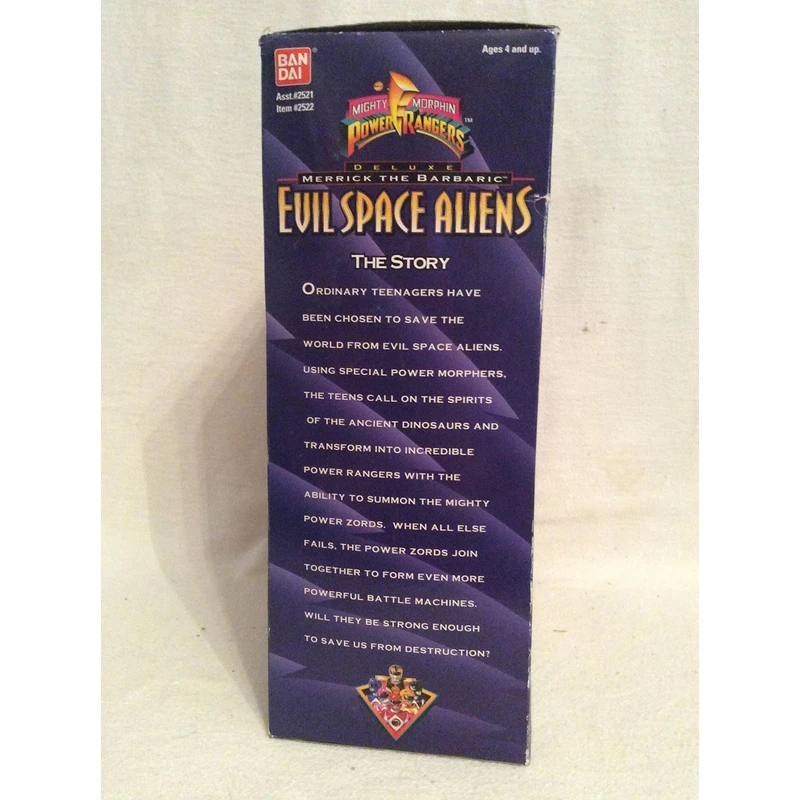 BAN
DAI
®
Asst.#2521
Item #2522
Ages 4 and up.
MIGHTY MORPHIN
POWER RANGERS™
DELUXE
MERRICK THE BARBARIC™
EVIL SPACE ALIENS
THE STORY
ORDINARY TEENAGERS HAVE
BEEN CHOSEN TO SAVE THE
WORLD FROM EVIL SPACE ALIENS.
USING SPECIAL POWER MORPHERS,
THE TEENS CALL ON THE SPIRITS
OF THE ANCIENT DINOSAURS AND
TRANSFORM INTO INCREDIBLE
POWER RANGERS WITH THE
ABILITY TO SUMMON THE MIGHTY
POWER ZORDS. WHEN ALL ELSE
FAILS, THE POWER ZORDS JOIN
TOGETHER TO FORM EVEN MORE
POWERFUL BATTLE MACHINES.
WILL THEY BE STRONG ENOUGH
TO SAVE US FROM DESTRUCTION?